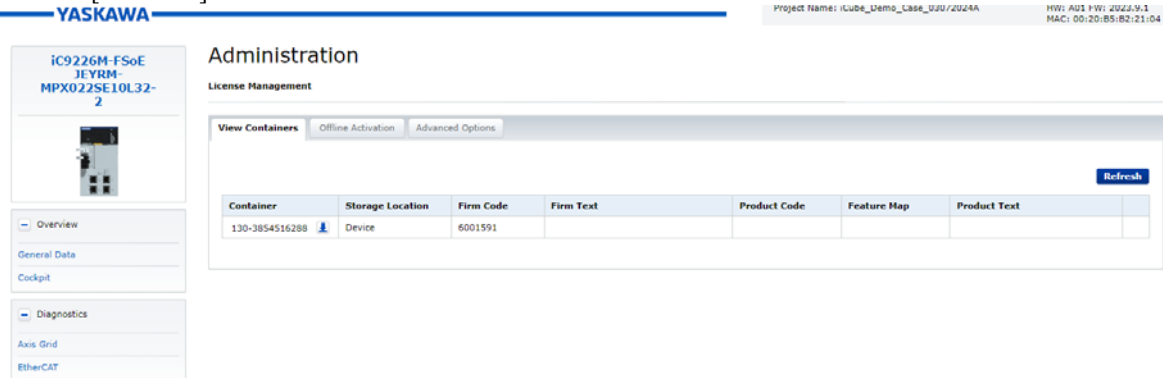 YASKAWA
Project Name: iCube_Demo_Case_03072024A
HW: A01 FW: 2023.9.1
MAC: 00:20:B5:B2:21:04
iC9226M-FSoE
JEYRM-
MPX022SE10L32-
2
Administration
License Management
View Containers Offline Activation Advanced Options
Refresh
Container Storage Location Firm Code Firm Text Product Code Feature Map Product Text
130-3854516288 Device 6001591
Overview
General Data
Cockpit
Diagnostics
Axis Grid
EtherCAT